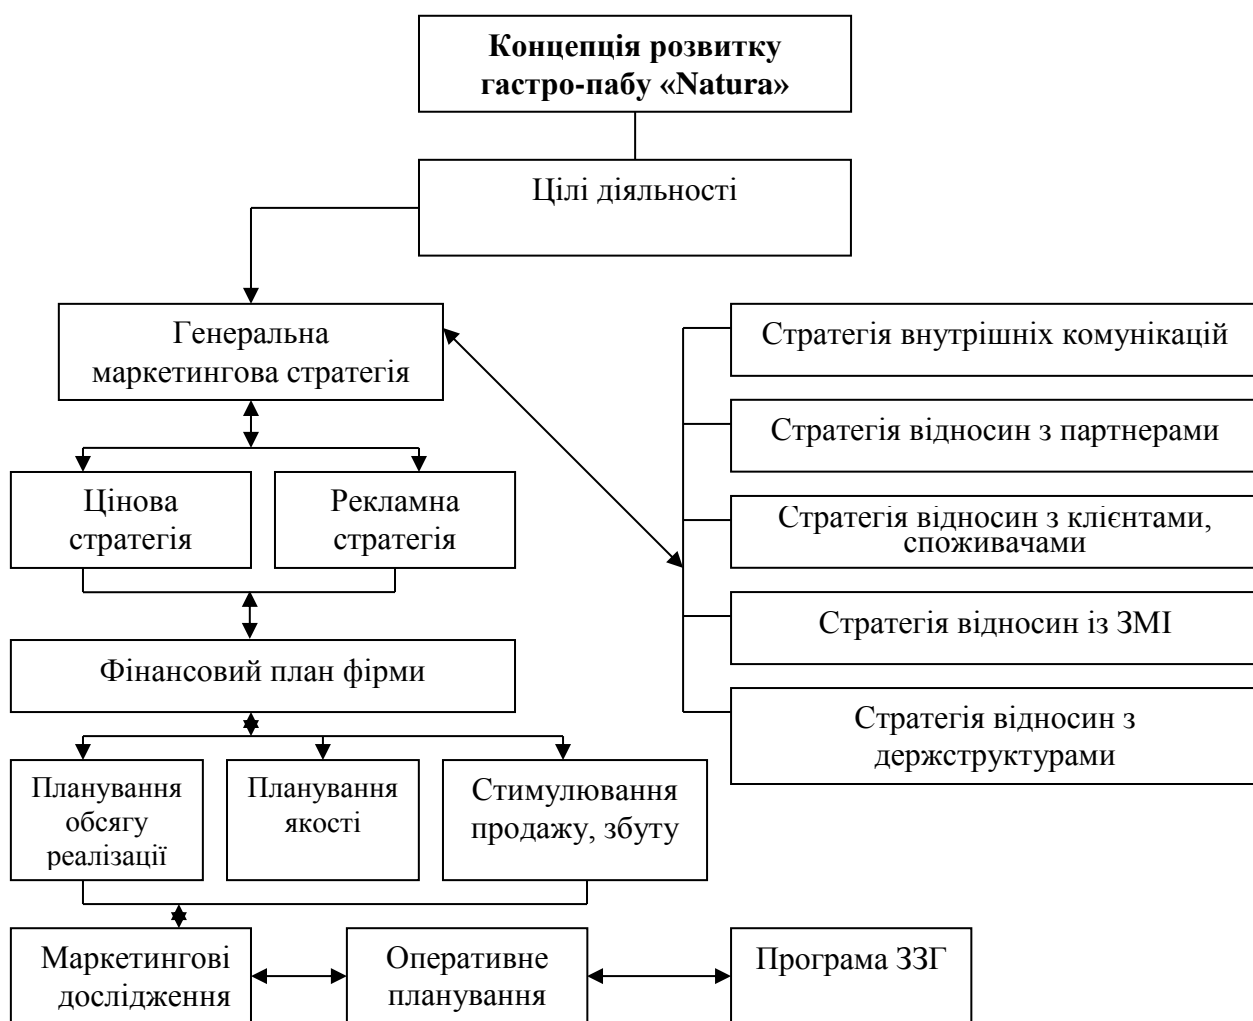 Концепція розвитку
гастро-пабу «Natura»
Цілі діяльності
Генеральна
маркетингова стратегія
Стратегія внутрішніх комунікацій
Стратегія відносин з партнерами
Цінова
стратегія
Рекламна
стратегія
Стратегія відносин з клієнтами,
споживачами
Стратегія відносин із ЗМІ
Фінансовий план фірми
Стратегія відносин з
держструктурами
Планування
обсягу
реалізації
Планування
якості
Стимулювання
продажу, збуту
Маркетингові
дослідження
Оперативне
планування
Програма ЗЗГ